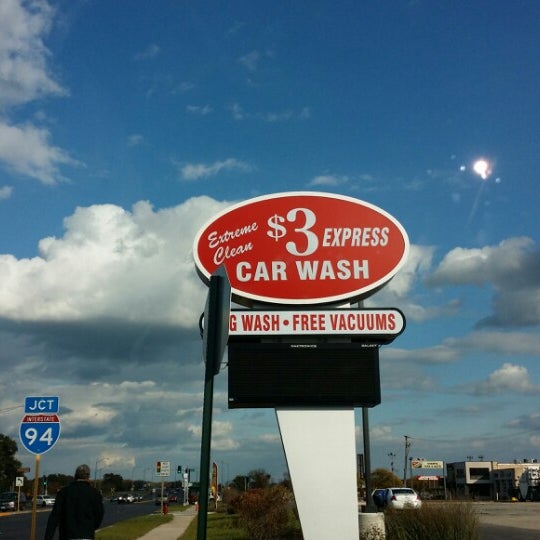 Extreme
Clean
$3 EXPRESS
CAR WASH
WASH • FREE VACUUMS
JCT
INTERSTATE
94